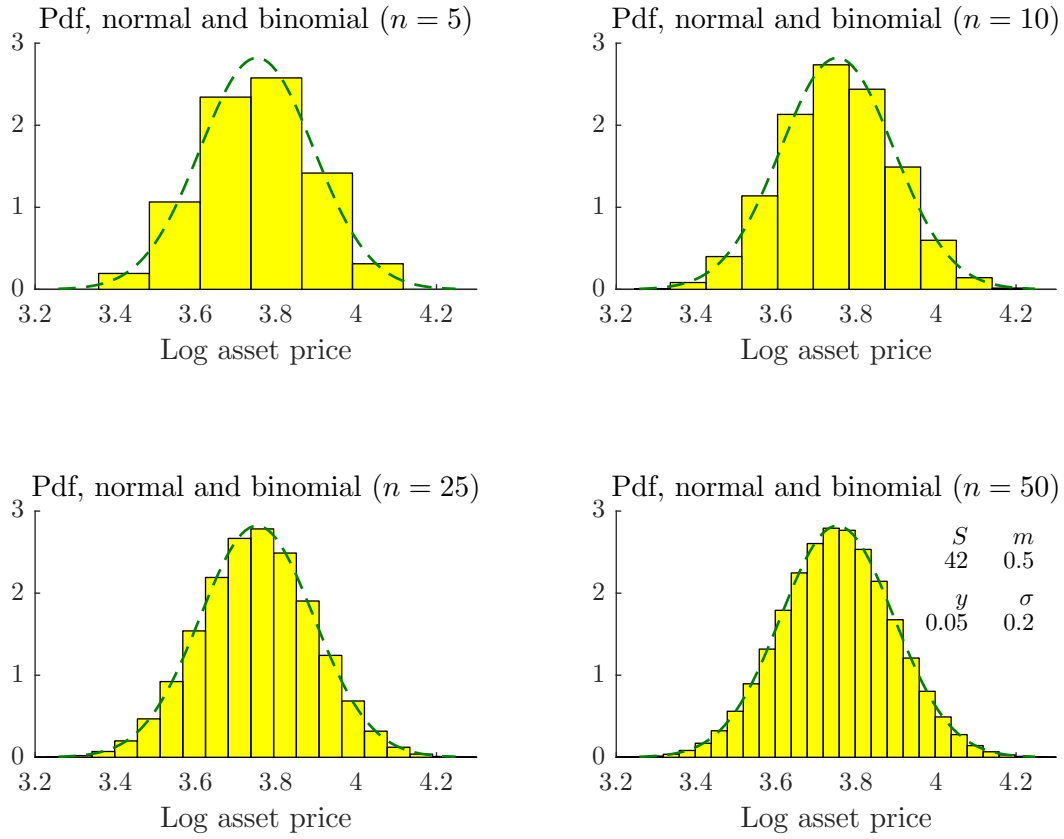 Pdf, normal and binomial (n = 5)
3
2
1
0
3.2 3.4 3.6 3.8 4 4.2
Log asset price
Pdf, normal and binomial (n = 10)
3
2
1
0
3.2 3.4 3.6 3.8 4 4.2
Log asset price
Pdf, normal and binomial (n = 25)
3
2
1
0
3.2 3.4 3.6 3.8 4 4.2
Log asset price
Pdf, normal and binomial (n = 50)
3
2
1
0
S m
42 0.5
y σ
0.05 0.2
3.2 3.4 3.6 3.8 4 4.2
Log asset price